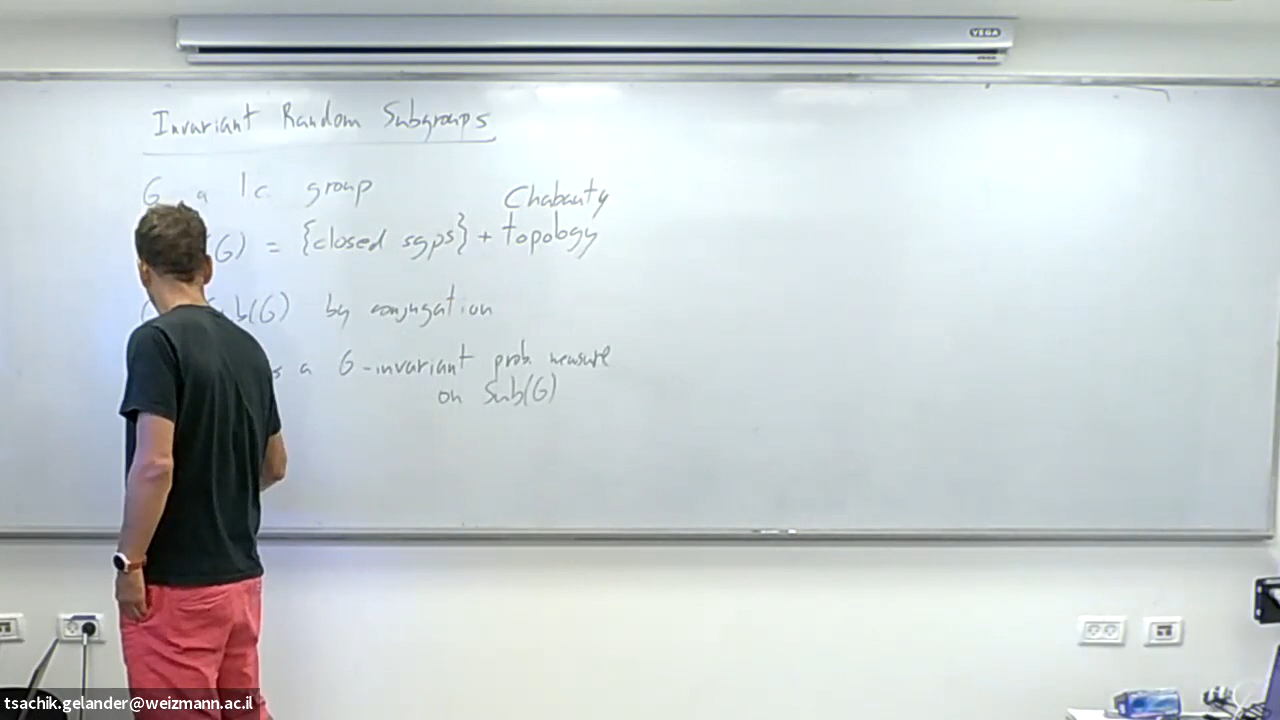 VEGA
Invariant Random Subgroups
G a lc group
Chabauty
(G) = {closed sgps} + topology
b(G) by conjugation
s a G-invariant prob. measure
on Sub(G)
tsachik.gelander@weizmann.ac.il